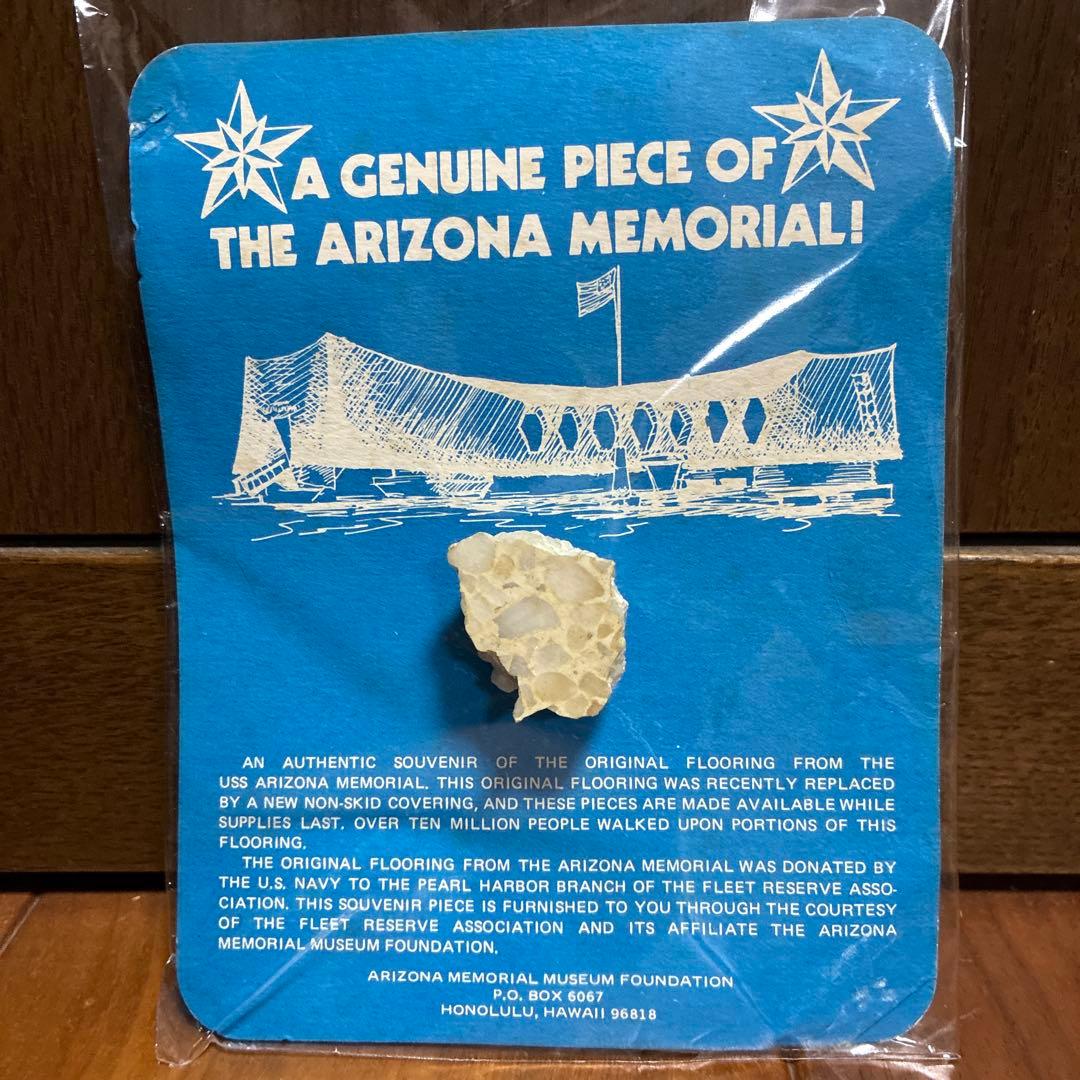 A GENUINE PIECE OF
THE ARIZONA MEMORIAL!
AN AUTHENTIC SOUVENIR OF THE ORIGINAL FLOORING FROM THE
USS ARIZONA MEMORIAL. THIS ORIGINAL FLOORING WAS RECENTLY REPLACED
BY A NEW NON-SKID COVERING, AND THESE PIECES ARE MADE AVAILABLE WHILE
SUPPLIES LAST. OVER TEN MILLION PEOPLE WALKED UPON PORTIONS OF THIS
FLOORING.
THE ORIGINAL FLOORING FROM THE ARIZONA MEMORIAL WAS DONATED BY
THE U.S. NAVY TO THE PEARL HARBOR BRANCH OF THE FLEET RESERVE ASSO-
CIATION. THIS SOUVENIR PIECE IS FURNISHED TO YOU THROUGH THE COURTESY
OF THE FLEET RESERVE ASSOCIATION AND ITS AFFILIATE THE ARIZONA
MEMORIAL MUSEUM FOUNDATION.
ARIZONA MEMORIAL MUSEUM FOUNDATION
P.O. BOX 6067
HONOLULU, HAWAII 96818